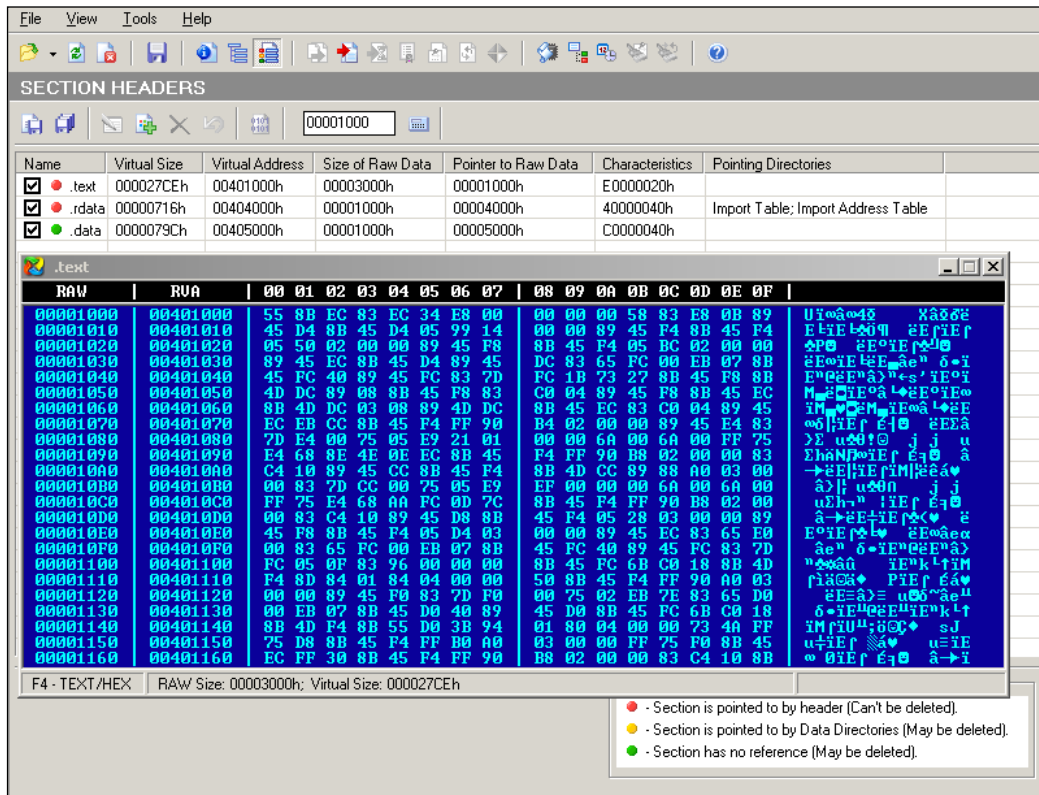 File View Tools Help
SECTION HEADERS
00001000
Name Virtual Size Virtual Address Size of Raw Data Pointer to Raw Data Characteristics Pointing Directories
.text 000027CEh 00401000h 00003000h 00001000h E0000020h
.rdata 00000716h 00404000h 00001000h 00004000h 40000040h Import Table; Import Address Table
.data 0000079Ch 00405000h 00001000h 00005000h C0000040h
.text
RAW | RVA | 00 01 02 03 04 05 06 07 | 08 09 0A 0B 0C 0D 0E 0F |
00001000 00401000 55 8B EC 83 EC 34 E8 00 00 00 00 58 83 E8 0B 89
00001010 00401010 45 D4 8B 45 D4 05 99 14 00 00 89 45 F4 8B 45 F4
00001020 00401020 05 50 02 00 00 89 45 F8 8B 45 F4 05 BC 02 00 00
00001030 00401030 89 45 EC 8B 45 D4 89 45 DC 83 65 FC 00 EB 07 8B
00001040 00401040 45 FC 40 89 45 FC 83 7D FC 1B 73 27 8B 45 F8 8B
00001050 00401050 4D DC 89 08 8B 45 F8 83 C0 04 89 45 F8 8B 45 EC
00001060 00401060 8B 4D DC 03 08 89 4D DC 8B 45 EC 83 C0 04 89 45
00001070 00401070 EC EB CC 8B 45 F4 FF 90 B4 02 00 00 89 45 E4 83
00001080 00401080 7D E4 00 75 05 E9 21 01 00 00 6A 00 6A 00 FF 75
00001090 00401090 E4 68 8E 4E 0E EC 8B 45 F4 FF 90 B8 02 00 00 83
000010A0 004010A0 C4 10 89 45 CC 8B 45 F4 8B 4D CC 89 88 A0 03 00
000010B0 004010B0 00 83 7D CC 00 75 05 E9 EF 00 00 00 6A 00 6A 00
000010C0 004010C0 FF 75 E4 68 AA FC 0D 7C 8B 45 F4 FF 90 B8 02 00
000010D0 004010D0 00 83 C4 10 89 45 D8 8B 45 F4 05 28 03 00 00 89
000010E0 004010E0 45 F8 8B 45 F4 05 D4 03 00 00 89 45 EC 83 65 E0
000010F0 004010F0 00 83 65 FC 00 EB 07 8B 45 FC 40 89 45 FC 83 7D
00001100 00401100 FC 05 0F 83 96 00 00 00 8B 45 FC 6B C0 18 8B 4D
00001110 00401110 F4 8D 84 01 84 04 00 00 50 8B 45 F4 FF 90 A0 03
00001120 00401120 00 00 89 45 F0 83 7D F0 00 75 02 EB 7E 83 65 D0
00001130 00401130 00 EB 07 8B 45 D0 40 89 45 D0 8B 45 FC 6B C0 18
00001140 00401140 8B 4D F4 8B 55 D0 3B 94 01 80 04 00 00 73 4A FF
00001150 00401150 75 D8 8B 45 F4 FF B0 A0 03 00 00 FF 75 F0 8B 45
00001160 00401160 EC FF 30 8B 45 F4 FF 90 B8 02 00 00 83 C4 10 8B
F4 - TEXT/HEX RAW Size: 00003000h; Virtual Size: 000027CEh
- Section is pointed to by header (Can't be deleted).
- Section is pointed to by Data Directories (May be deleted).
- Section has no reference (May be deleted).